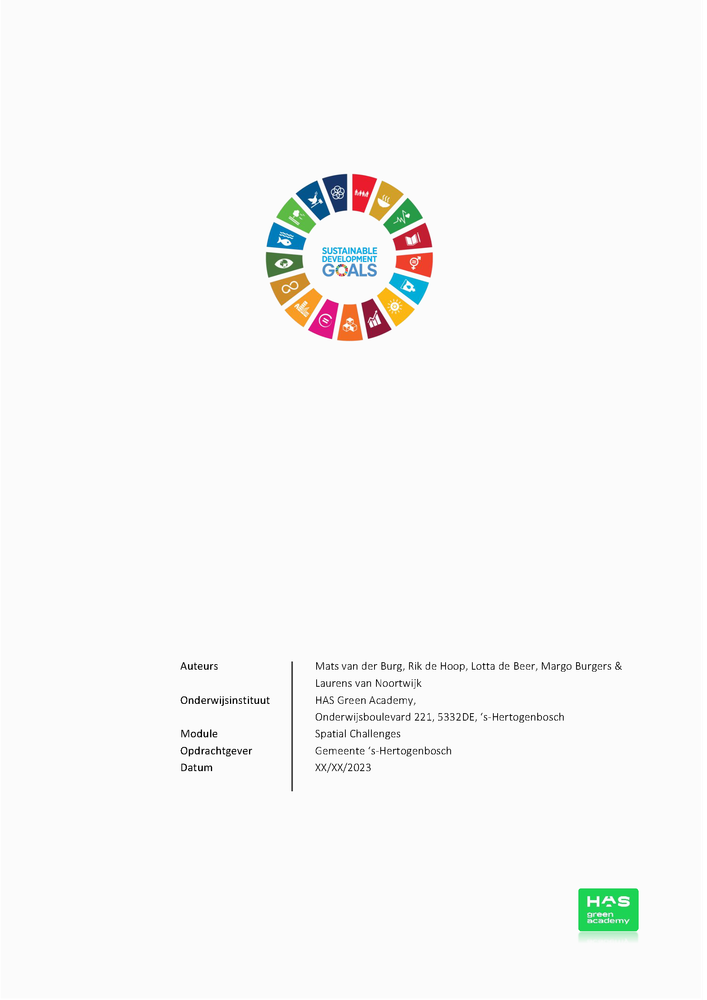 SUSTAINABLE
DEVELOPMENT
GOALS
Auteurs
Mats van der Burg, Rik de Hoop, Lotta de Beer, Margo Burgers &
Laurens van Noortwijk
Onderwijsinstituut
HAS Green Academy,
Onderwijsboulevard 221, 5332DE, ‘s-Hertogenbosch
Module
Spatial Challenges
Opdrachtgever
Gemeente ‘s-Hertogenbosch
Datum
XX/XX/2023
HAS
green
academy